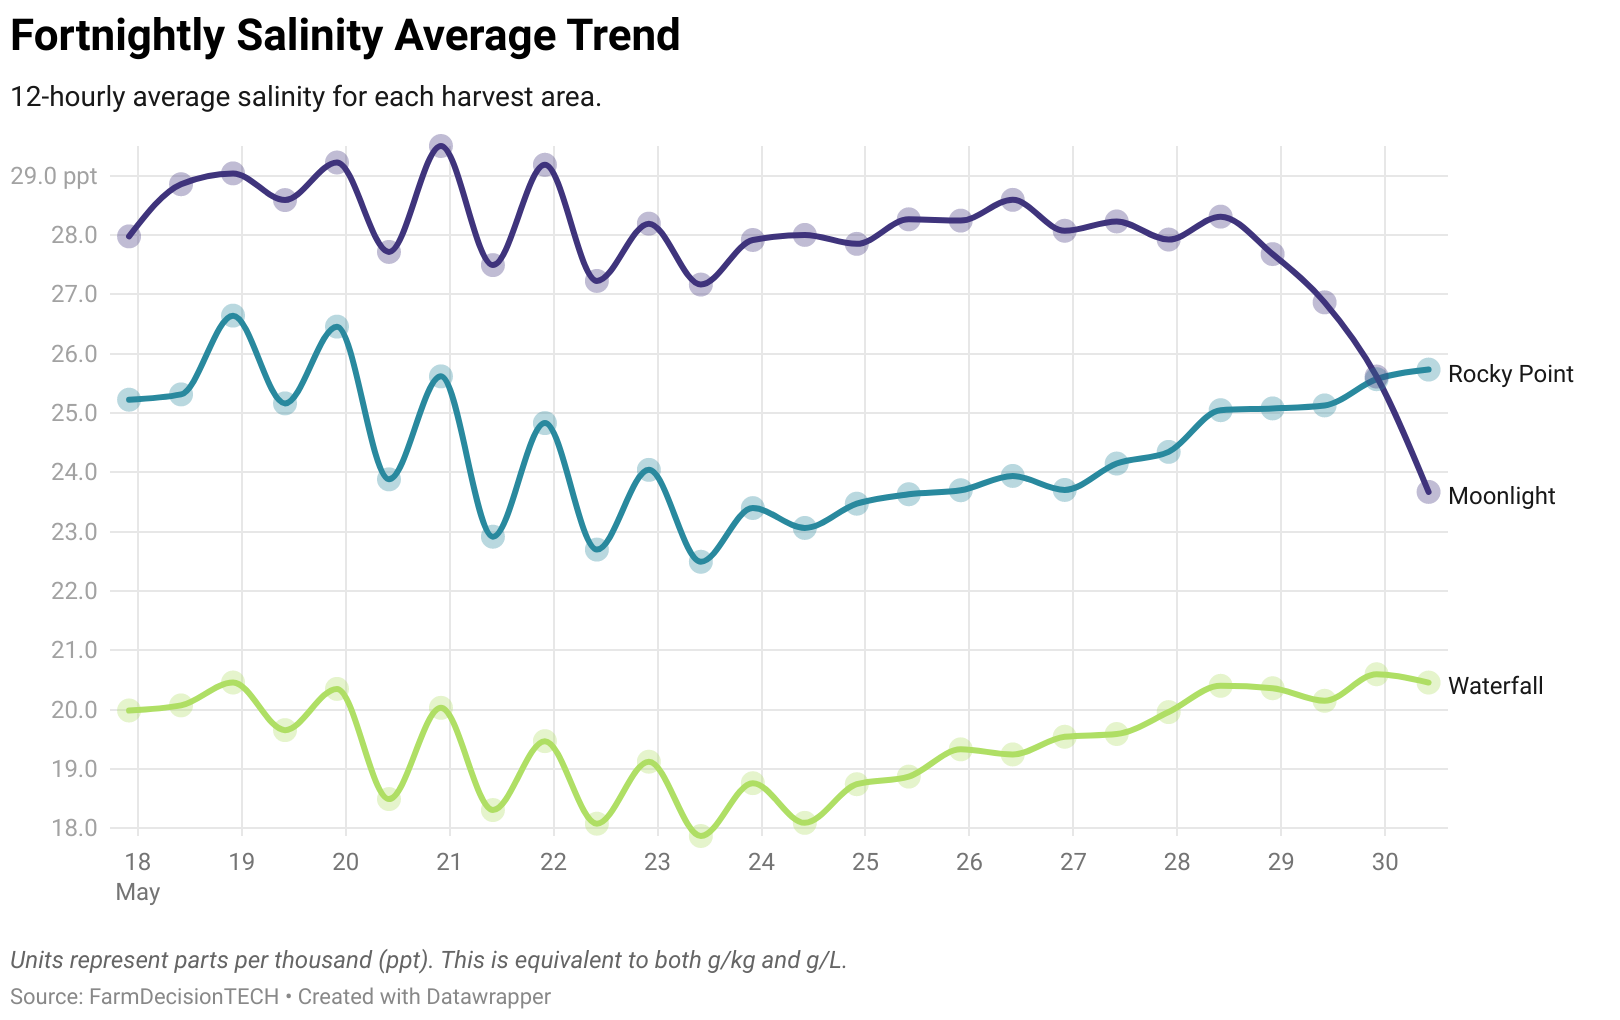 Fortnightly Salinity Average Trend
12-hourly average salinity for each harvest area.
29.0 ppt
28.0
27.0
26.0
Rocky Point
25.0
24.0
Moonlight
23.0
22.0
21.0
20.0
Waterfall
19.0
18.0
18 19 20 21 22 23 24 25 26 27 28 29 30
May
Units represent parts per thousand (ppt). This is equivalent to both g/kg and g/L.
Source: FarmDecisionTECH • Created with Datawrapper